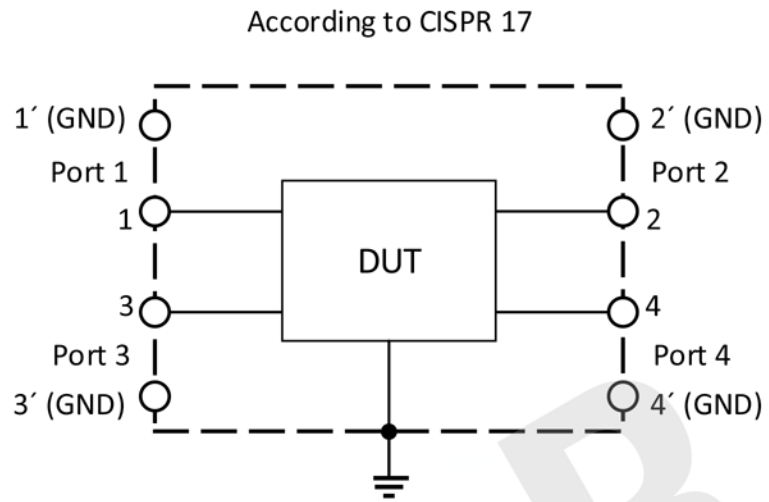 According to CISPR 17
1´ (GND)
2´ (GND)
Port 1
Port 2
1
2
DUT
3
4
Port 3
Port 4
3´ (GND)
4´ (GND)